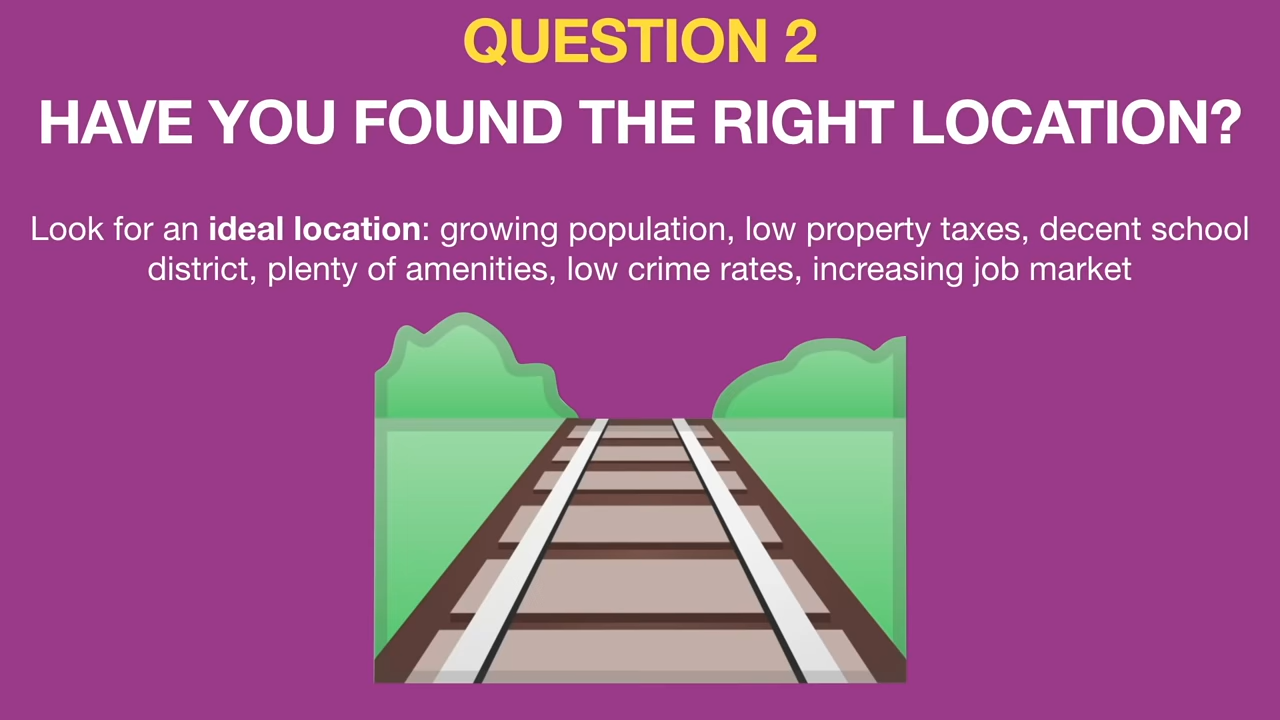 QUESTION 2
HAVE YOU FOUND THE RIGHT LOCATION?
Look for an ideal location: growing population, low property taxes, decent school
district, plenty of amenities, low crime rates, increasing job market